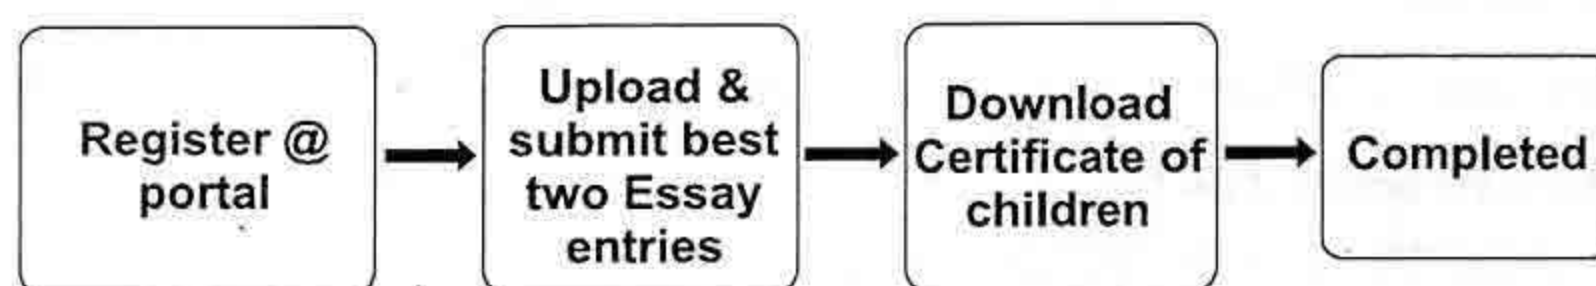 Register @
portal
Upload &
submit best
two Essay
entries
Download
Certificate of
children
Completed